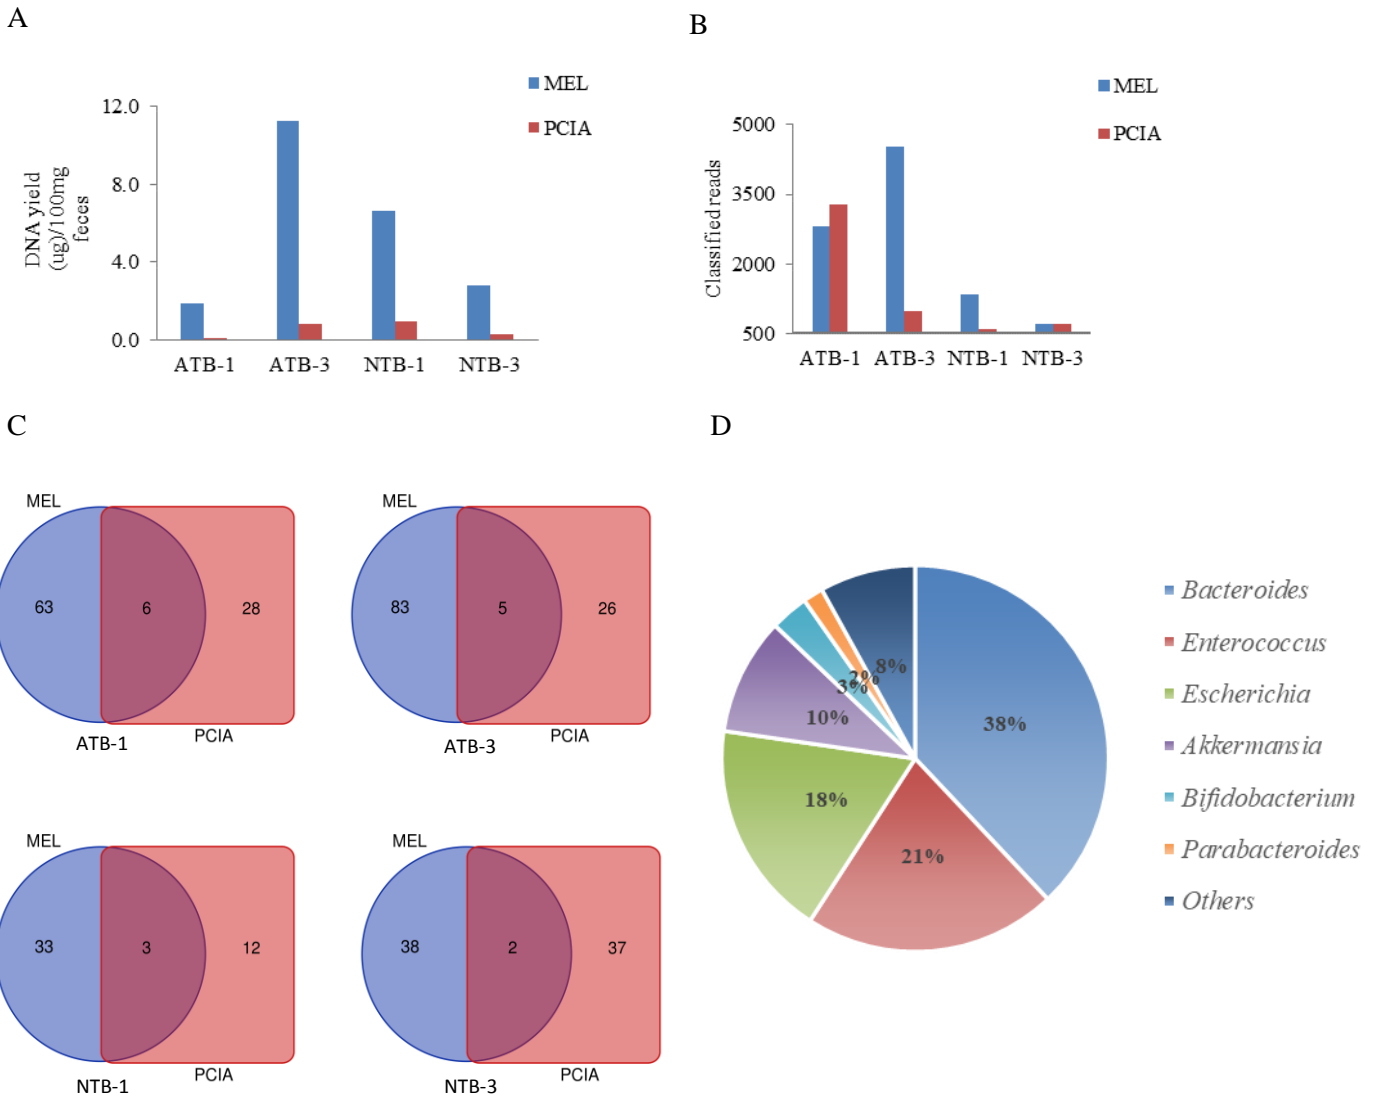 A
MEL
PCIA
12.0
8.0
4.0
0.0
DNA yield
(ug)/100mg
feces
ATB-1 ATB-3 NTB-1 NTB-3
B
MEL
PCIA
5000
3500
2000
500
Classified reads
ATB-1 ATB-3 NTB-1 NTB-3
C
MEL
63 6 28
ATB-1
PCIA
MEL
83 5 26
ATB-3
PCIA
MEL
33 3 12
NTB-1
PCIA
MEL
38 2 37
NTB-3
PCIA
D
38%
21%
18%
10%
3%
2%
8%
Bacteroides
Enterococcus
Escherichia
Akkermansia
Bifidobacterium
Parabacteroides
Others